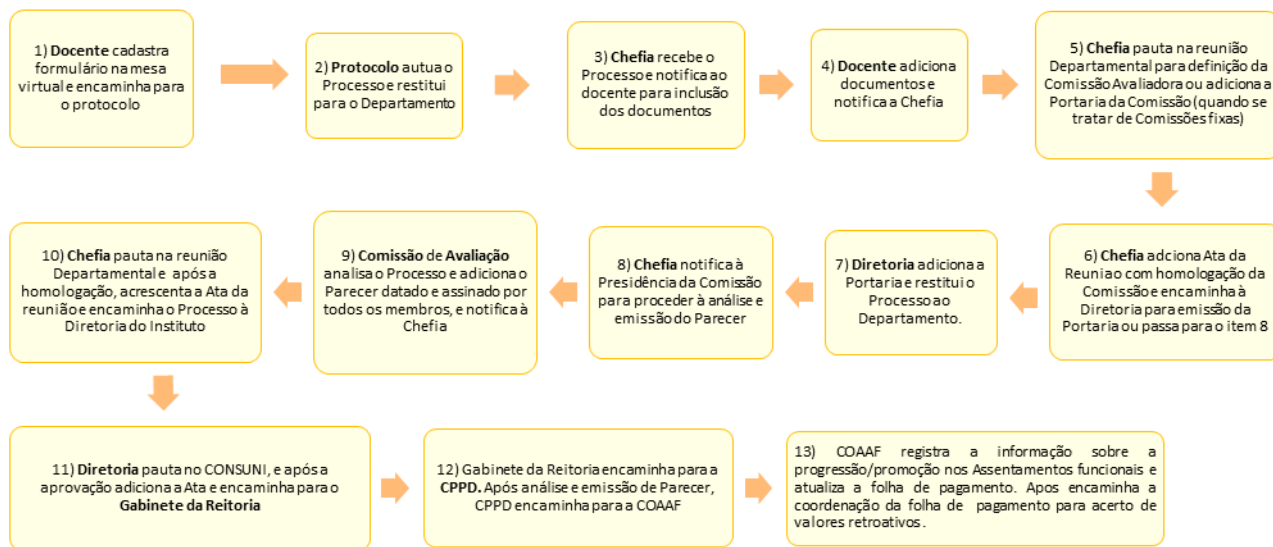 1) Docente cadastra
formulário na mesa
virtual e encaminha para
o protocolo
2) Protocolo autua o
Processo e restitui
para o Departamento
3) Chefia recebe o
Processo e notifica ao
docente para inclusão
dos documentos
4) Docente adiciona
documentos e
notifica a Chefia
5) Chefia pauta na reunião
Departamental para definição da
Comissão Avaliadora ou adiciona a
Portaria da Comissão (quando se
tratar de Comissões fixas)
6) Chefia adciona Ata da
Reuniao com homologação da
Comissão e encaminha à
Diretoria para emissão da
Portaria ou passa para o item 8
7) Diretoria adiciona a
Portaria e restitui o
Processo ao
Departamento.
8) Chefia notifica à
Presidência da Comissão
para proceder à análise e
emissão do Parecer
9) Comissão de Avaliação
analisa o Processo e adiciona o
Parecer datado e assinado por
todos os membros, e notifica à
Chefia
10) Chefia pauta na reunião
Departamental e após a
homologação, acrescenta a Ata da
reunião e encaminha o Processo à
Diretoria do Instituto
11) Diretoria pauta no CONSUNI, e após a
aprovação adiciona a Ata e encaminha para o
Gabinete da Reitoria
12) Gabinete da Reitoria encaminha para a
CPPD. Após análise e emissão de Parecer,
CPPD encaminha para a COAAF
13) COAAF registra a informação sobre a
progressão/promoção nos Assentamentos funcionais e
atualiza a folha de pagamento. Apos encaminha a
coordenação da folha de pagamento para acerto de
valores retroativos.